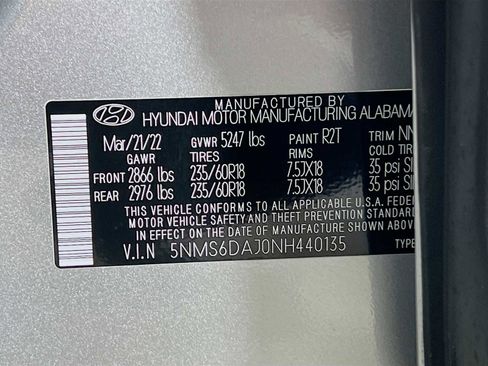 MANUFACTURED BY
HYUNDAI MOTOR MANUFACTURING ALABAMA
Mar/21/22 GVWR 5247 lbs PAINT R2T TRIM NN
GAWR TIRES RIMS COLD
FRONT 2866 lbs 235/60R18 7.5JX18 35 psi
REAR 2976 lbs 235/60R18 7.5JX18 35 psi
THIS VEHICLE CONFORMS TO ALL APPLICABLE U.S.A. FEDER
MOTOR VEHICLE SAFETY AND THEFT PREVENTION STANDARDS
IN EFFECT ON THE DATE OF MANUFACTURE SHOWN ABOVE.
V.I.N 5NMS6DAJ0NH440135 TYPE